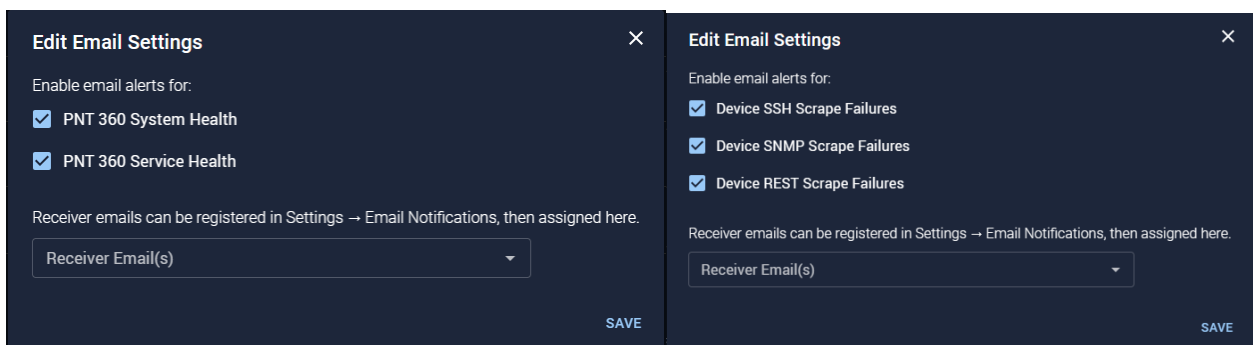 Edit Email Settings
Enable email alerts for:
PNT 360 System Health
PNT 360 Service Health
Receiver emails can be registered in Settings → Email Notifications, then assigned here.
Receiver Email(s)
SAVE
Edit Email Settings
Enable email alerts for:
Device SSH Scrape Failures
Device SNMP Scrape Failures
Device REST Scrape Failures
Receiver emails can be registered in Settings → Email Notifications, then assigned here.
Receiver Email(s)
SAVE